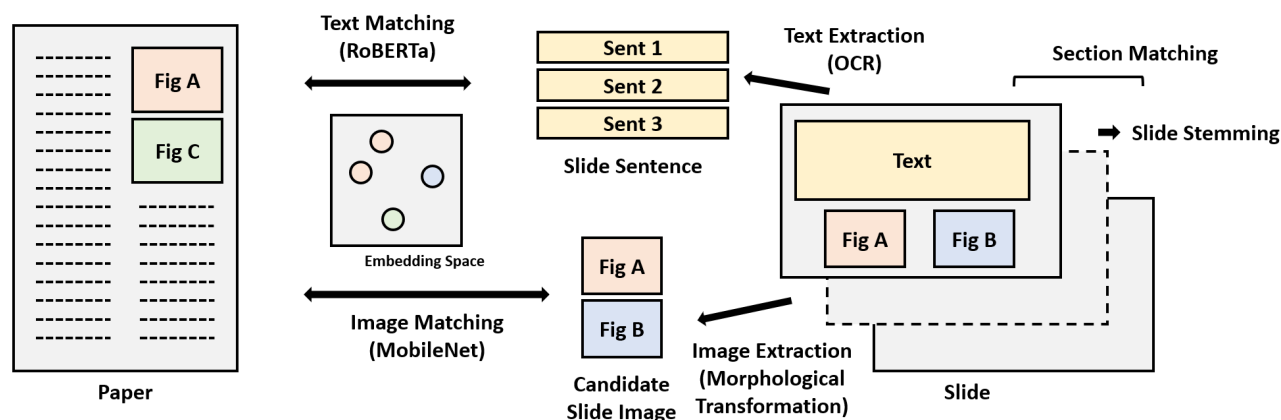 Fig A
Fig C
Paper
Text Matching
(RoBERTa)
Embedding Space
Image Matching
(MobileNet)
Sent 1
Sent 2
Sent 3
Slide Sentence
Fig A
Fig B
Candidate
Slide Image
Text Extraction
(OCR)
Image Extraction
(Morphological
Transformation)
Section Matching
Slide Stemming
Text
Fig A
Fig B
Slide